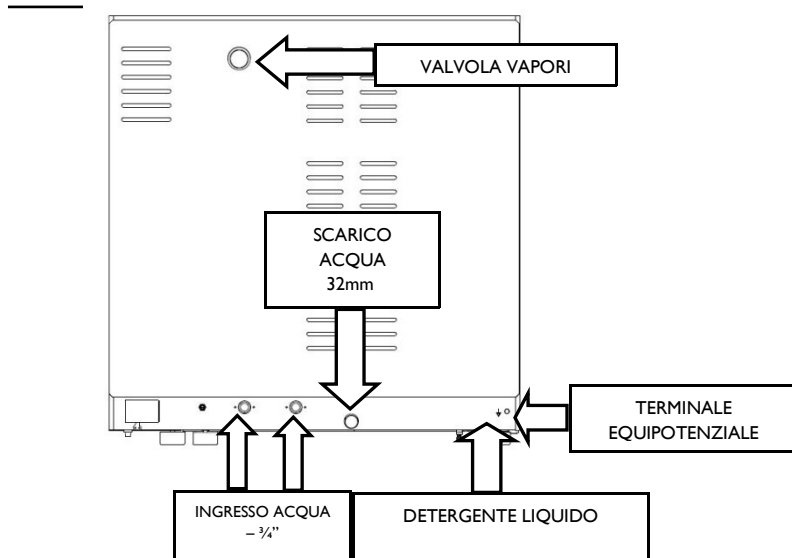 VALVOLA VAPORI
SCARICO
ACQUA
32mm
TERMINALE
EQUIPOTENZIALE
INGRESSO ACQUA
– ¾”
DETERGENTE LIQUIDO